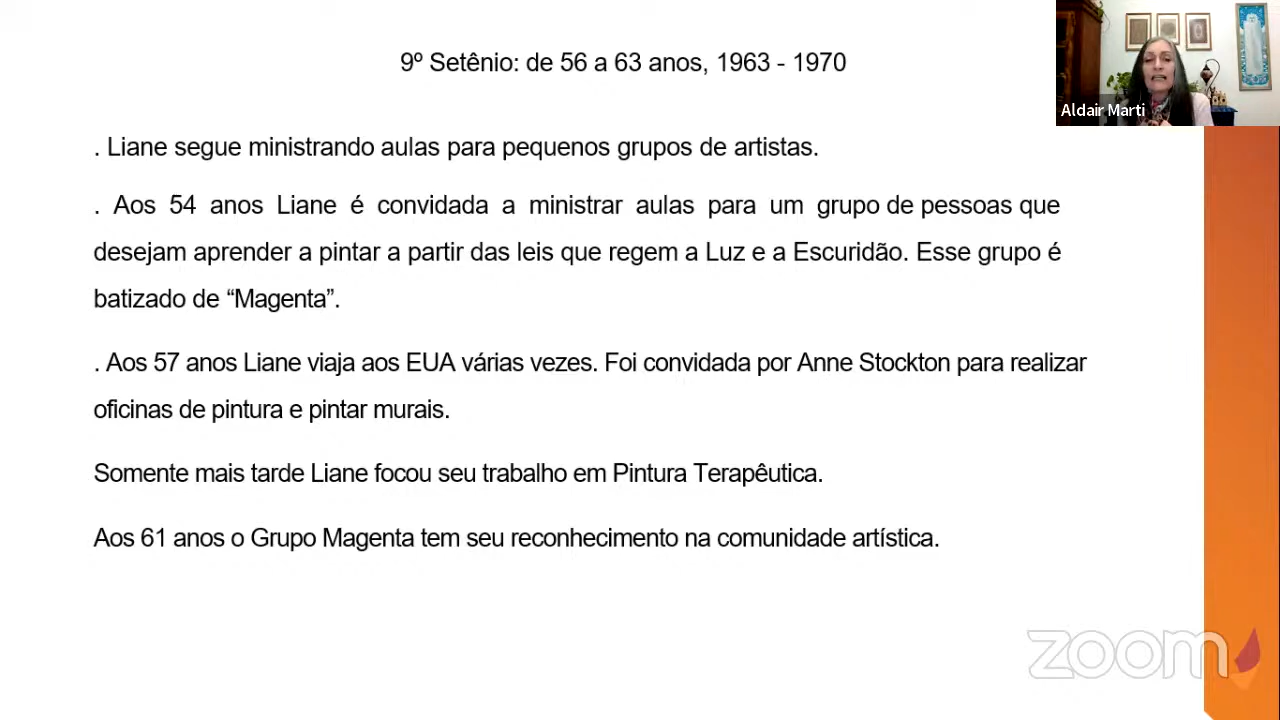 9º Setênio: de 56 a 63 anos, 1963 - 1970
Aldair Marti
. Liane segue ministrando aulas para pequenos grupos de artistas.
. Aos 54 anos Liane é convidada a ministrar aulas para um grupo de pessoas que
desejam aprender a pintar a partir das leis que regem a Luz e a Escuridão. Esse grupo é
batizado de “Magenta”.
. Aos 57 anos Liane viaja aos EUA várias vezes. Foi convidada por Anne Stockton para realizar
oficinas de pintura e pintar murais.
Somente mais tarde Liane focou seu trabalho em Pintura Terapêutica.
Aos 61 anos o Grupo Magenta tem seu reconhecimento na comunidade artística.
zoom